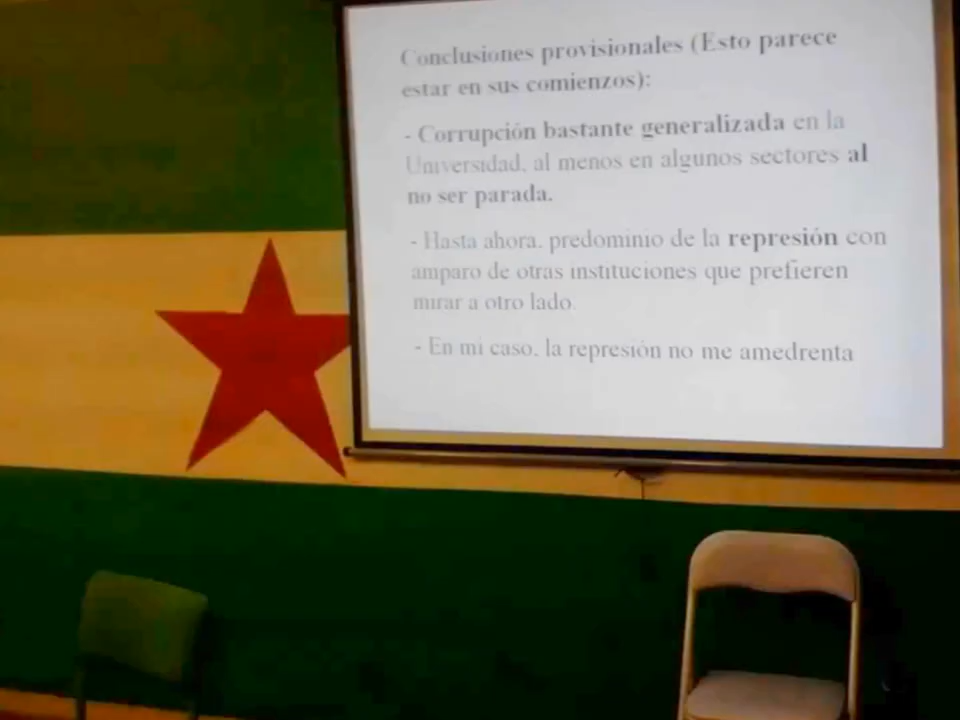 Conclusiones provisionales (Esto parece
estar en sus comienzos):
- Corrupción bastante generalizada en la
Universidad, al menos en algunos sectores al
no ser parada.
- Hasta ahora, predominio de la represión con
amparo de otras instituciones que prefieren
mirar a otro lado.
- En mi caso, la represión no me amedrenta